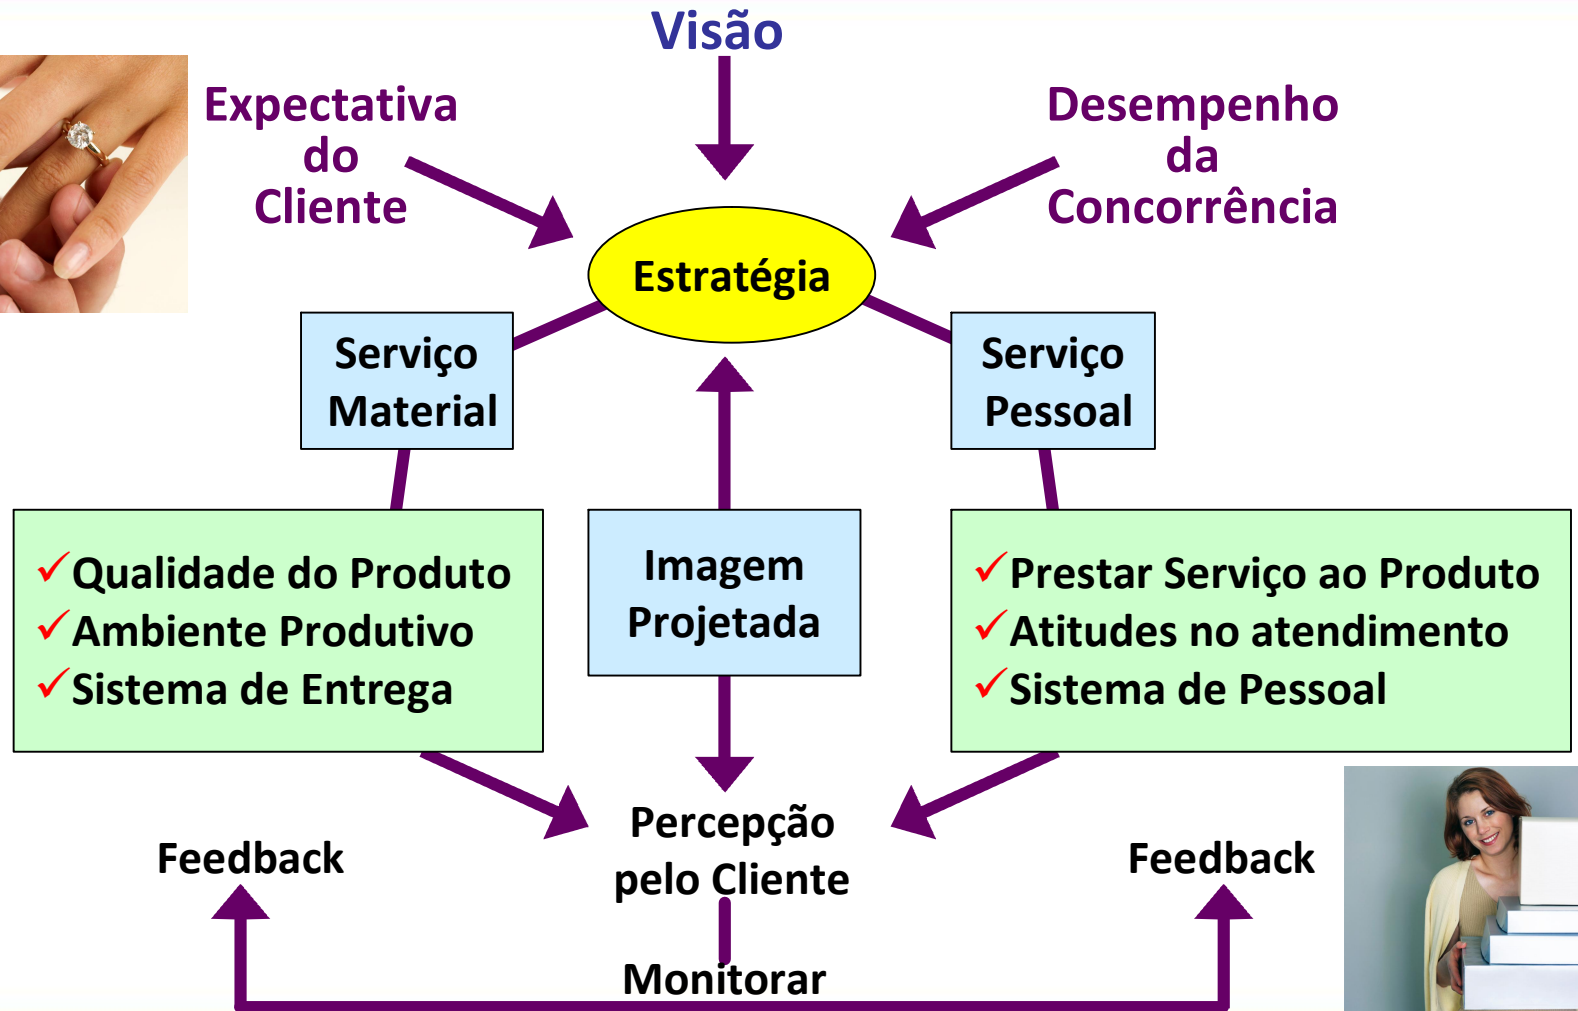 Visão
Expectativa
do
Cliente
Desempenho
da
Concorrência
Estratégia
Serviço
Material
Serviço
Pessoal
Qualidade do Produto
Ambiente Produtivo
Sistema de Entrega
Imagem
Projetada
Prestar Serviço ao Produto
Atitudes no atendimento
Sistema de Pessoal
Percepção
pelo Cliente
Feedback
Feedback
Monitorar